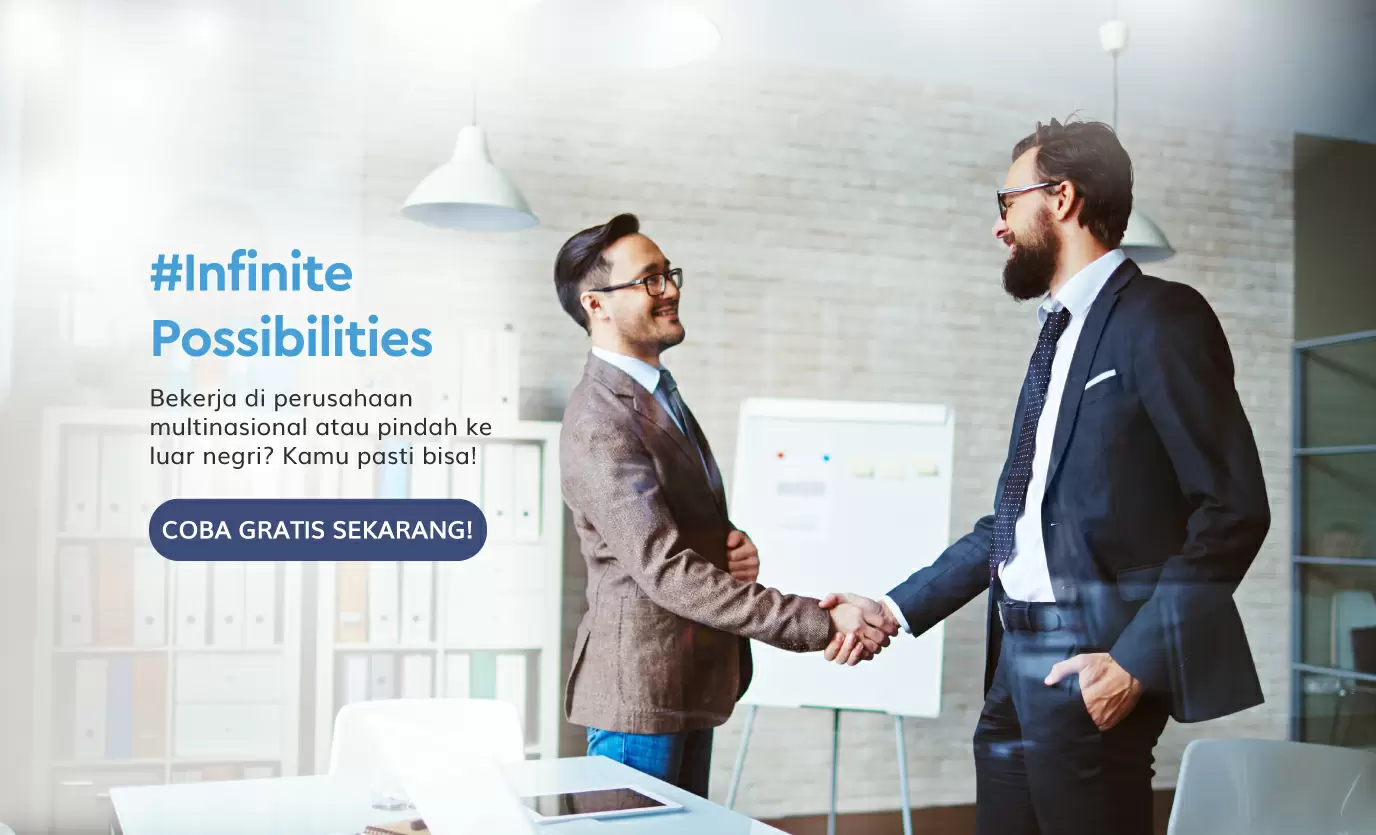 #Infinite
Possibilities
Bekerja di perusahaan
multinasional atau pindah ke
luar negri? Kamu pasti bisa!
COBA GRATIS SEKARANG!